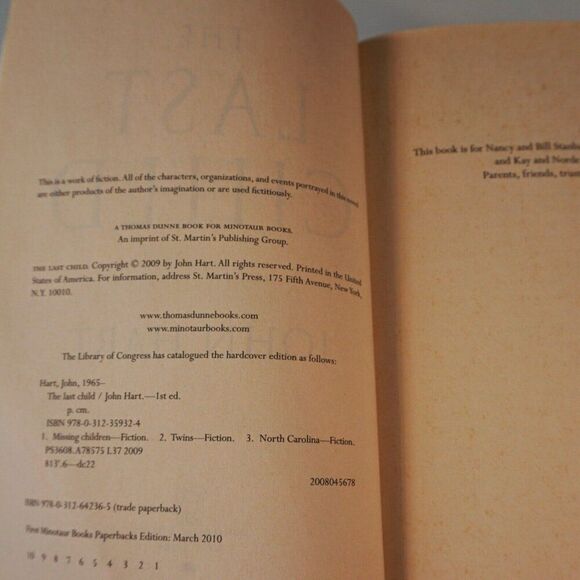 This is a work of fiction. All of the characters, organizations, and events portrayed in this novel
are either products of the author's imagination or are used fictitiously.
A THOMAS DUNNE BOOK FOR MINOTAUR BOOKS.
An imprint of St. Martin's Publishing Group.
THE LAST CHILD. Copyright © 2009 by John Hart. All rights reserved. Printed in the United
States of America. For information, address St. Martin's Press, 175 Fifth Avenue, New York,
N.Y. 10010.
www.thomasdunnebooks.com
www.minotaurbooks.com
The Library of Congress has catalogued the hardcover edition as follows:
Hart, John, 1965–
The last child / John Hart.—1st ed.
p. cm.
ISBN 978-0-312-35932-4
1. Missing children—Fiction. 2. Twins—Fiction. 3. North Carolina—Fiction.
PS3608.A78575 L37 2009
813'.6—dc22
2008045678
ISBN 978-0-312-64236-5 (trade paperback)
First Minotaur Books Paperbacks Edition: March 2010
10 9 8 7 6 5 4 3 2 1
This book is for Nancy and Bill
and Kay and
Parents, friends,